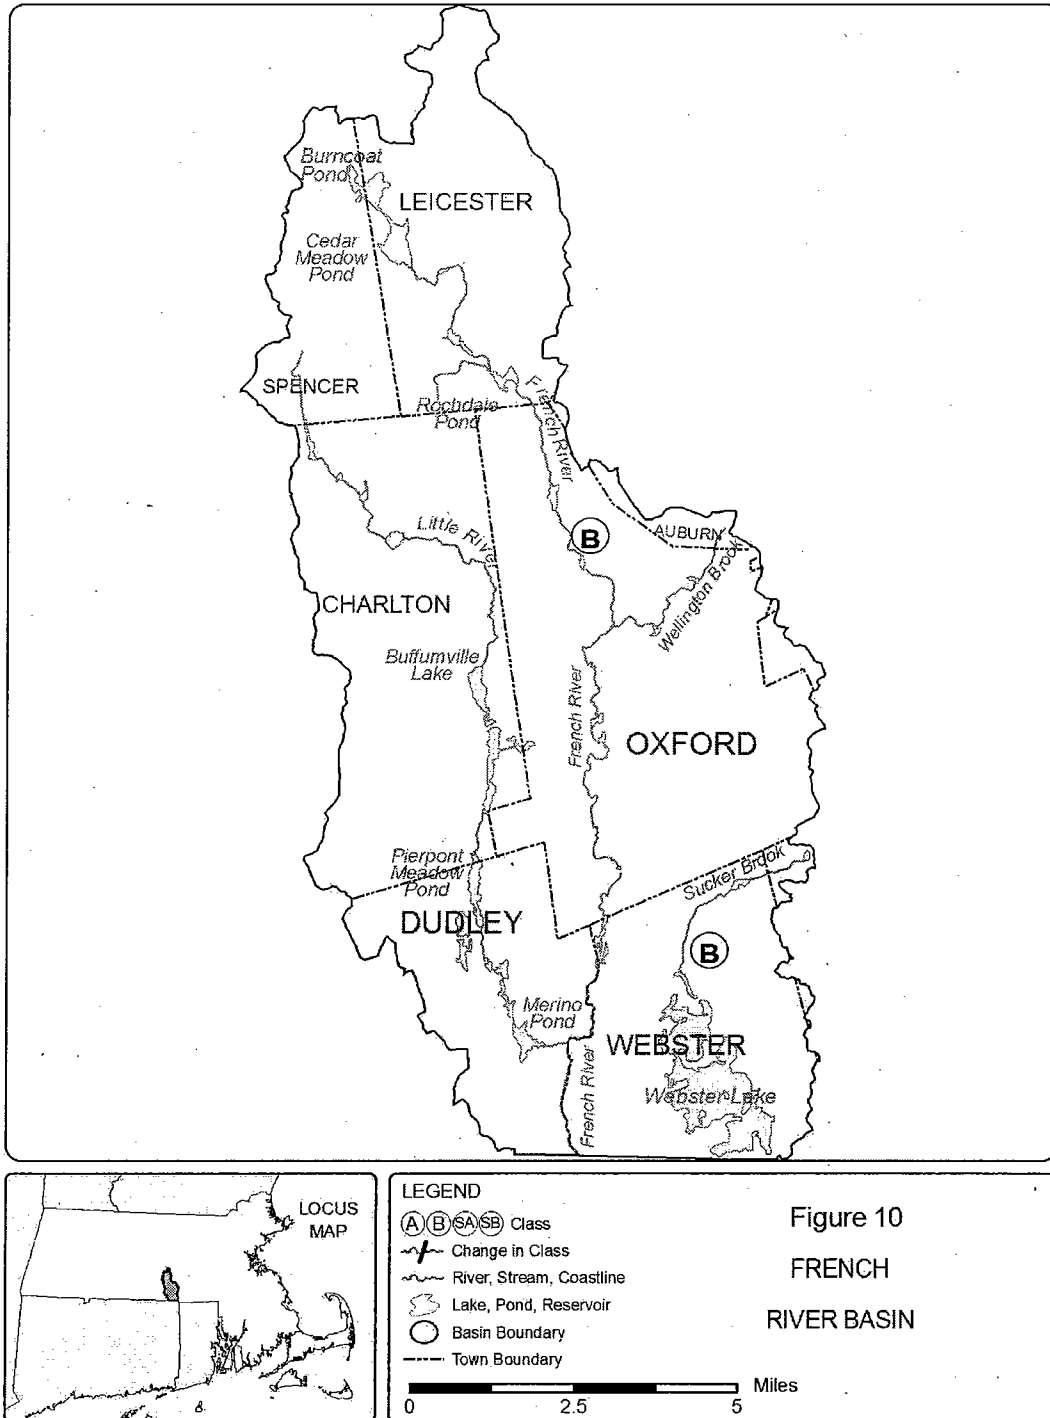 Burncoat
Pond
LEICESTER
Cedar
Meadow
Pond
SPENCER
Rochdale
Pond
French River
Little River
B
AUBURN
Wellington Brook
CHARLTON
Buffumville
Lake
French River
OXFORD
Pierpont
Meadow
Pond
Sucker Brook
DUDLEY
B
Merino
Pond
WEBSTER
French River
Webster Lake
LOCUS
MAP
LEGEND
A B SA SB Class
Change in Class
River, Stream, Coastline
Lake, Pond, Reservoir
Basin Boundary
Town Boundary
Miles
0 2.5 5
Figure 10
FRENCH
RIVER BASIN